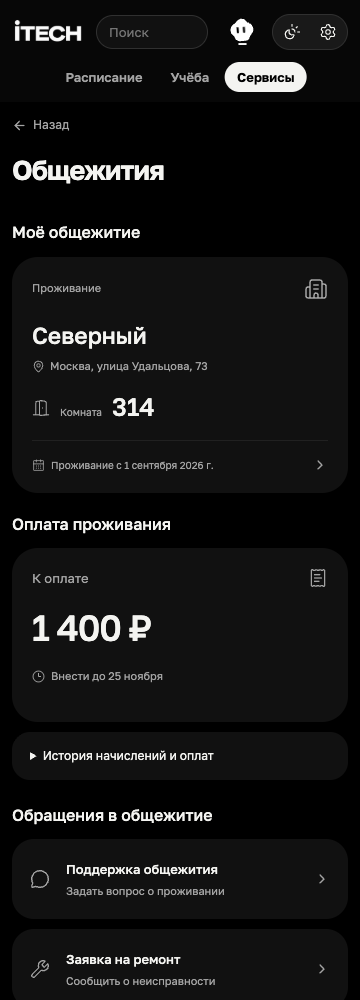 iTECH
Поиск
Расписание
Учёба
Сервисы
Назад
Общежития
Моё общежитие
Проживание
Северный
Москва, улица Удальцова, 73
Комната 314
Проживание с 1 сентября 2026 г.
Оплата проживания
К оплате
1 400 ₽
Внести до 25 ноября
История начислений и оплат
Обращения в общежитие
Поддержка общежития
Задать вопрос о проживании
Заявка на ремонт
Сообщить о неисправности